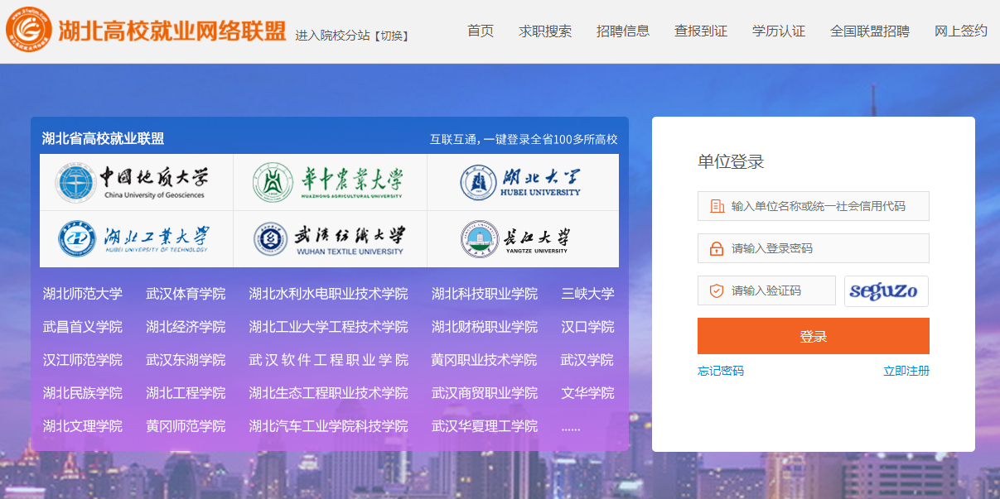 湖北高校就业网络联盟 进入院校分站【切换】 首页 求职搜索 招聘信息 查报到证 学历认证 全国联盟招聘 网上签约
湖北省高校就业联盟 互联互通，一键登录全省100多所高校
中国地质大学 华中农业大学 湖北大学
China University of Geosciences HUAZHONG AGRICULTURAL UNIVERSITY HUBEI UNIVERSITY
湖北工业大学 武汉纺织大学 长江大学
HUBEI UNIVERSITY OF TECHNOLOGY WUHAN TEXTILE UNIVERSITY YANGTZE UNIVERSITY
湖北师范大学 武汉体育学院 湖北水利水电职业技术学院 湖北科技职业学院 三峡大学
武昌首义学院 湖北经济学院 湖北工业大学工程技术学院 湖北财税职业学院 汉口学院
汉江师范学院 武汉东湖学院 武汉软件工程职业学院 黄冈职业技术学院 武汉学院
湖北民族学院 湖北工程学院 湖北生态工程职业技术学院 武汉商贸职业学院 文华学院
湖北文理学院 黄冈师范学院 湖北汽车工业学院科技学院 武汉华夏理工学院 ......
单位登录
输入单位名称或统一社会信用代码
请输入登录密码
请输入验证码 seguzo
登录
忘记密码 立即注册